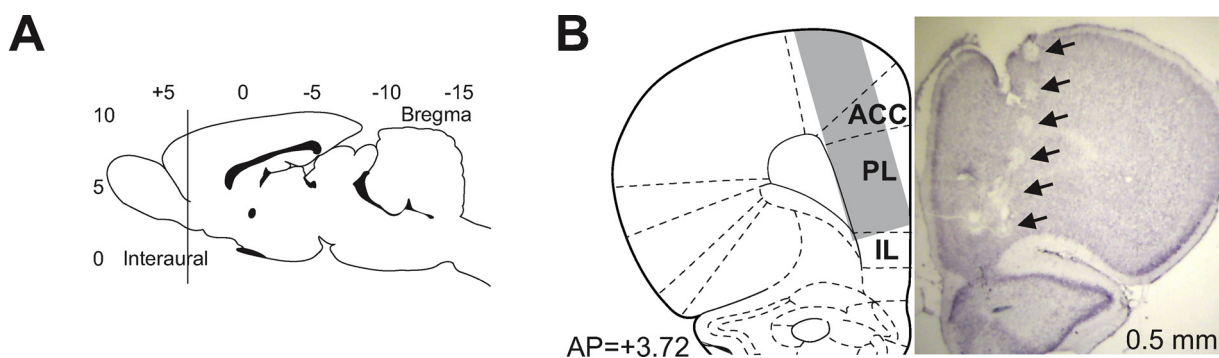 A
+5 0 -5 -10 -15
Bregma
10
5
0 Interaural
B
ACC
PL
IL
AP=+3.72
0.5 mm